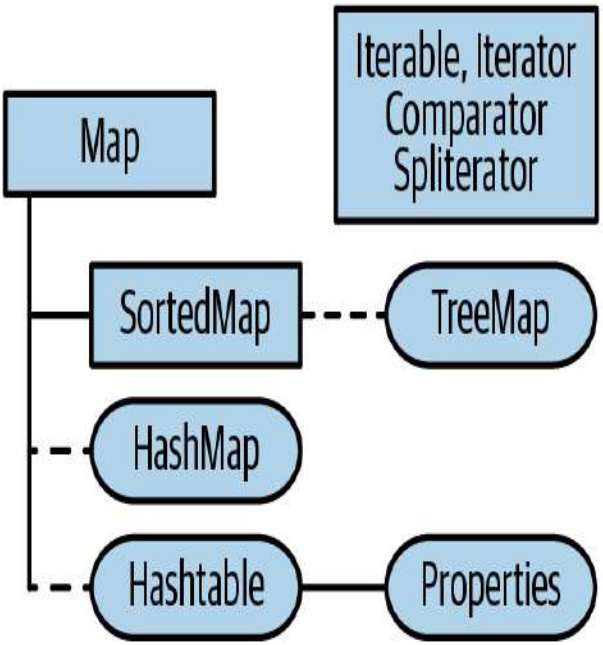 Map
Iterable, Iterator
Comparator
Spliterator
SortedMap
TreeMap
HashMap
Hashtable
Properties